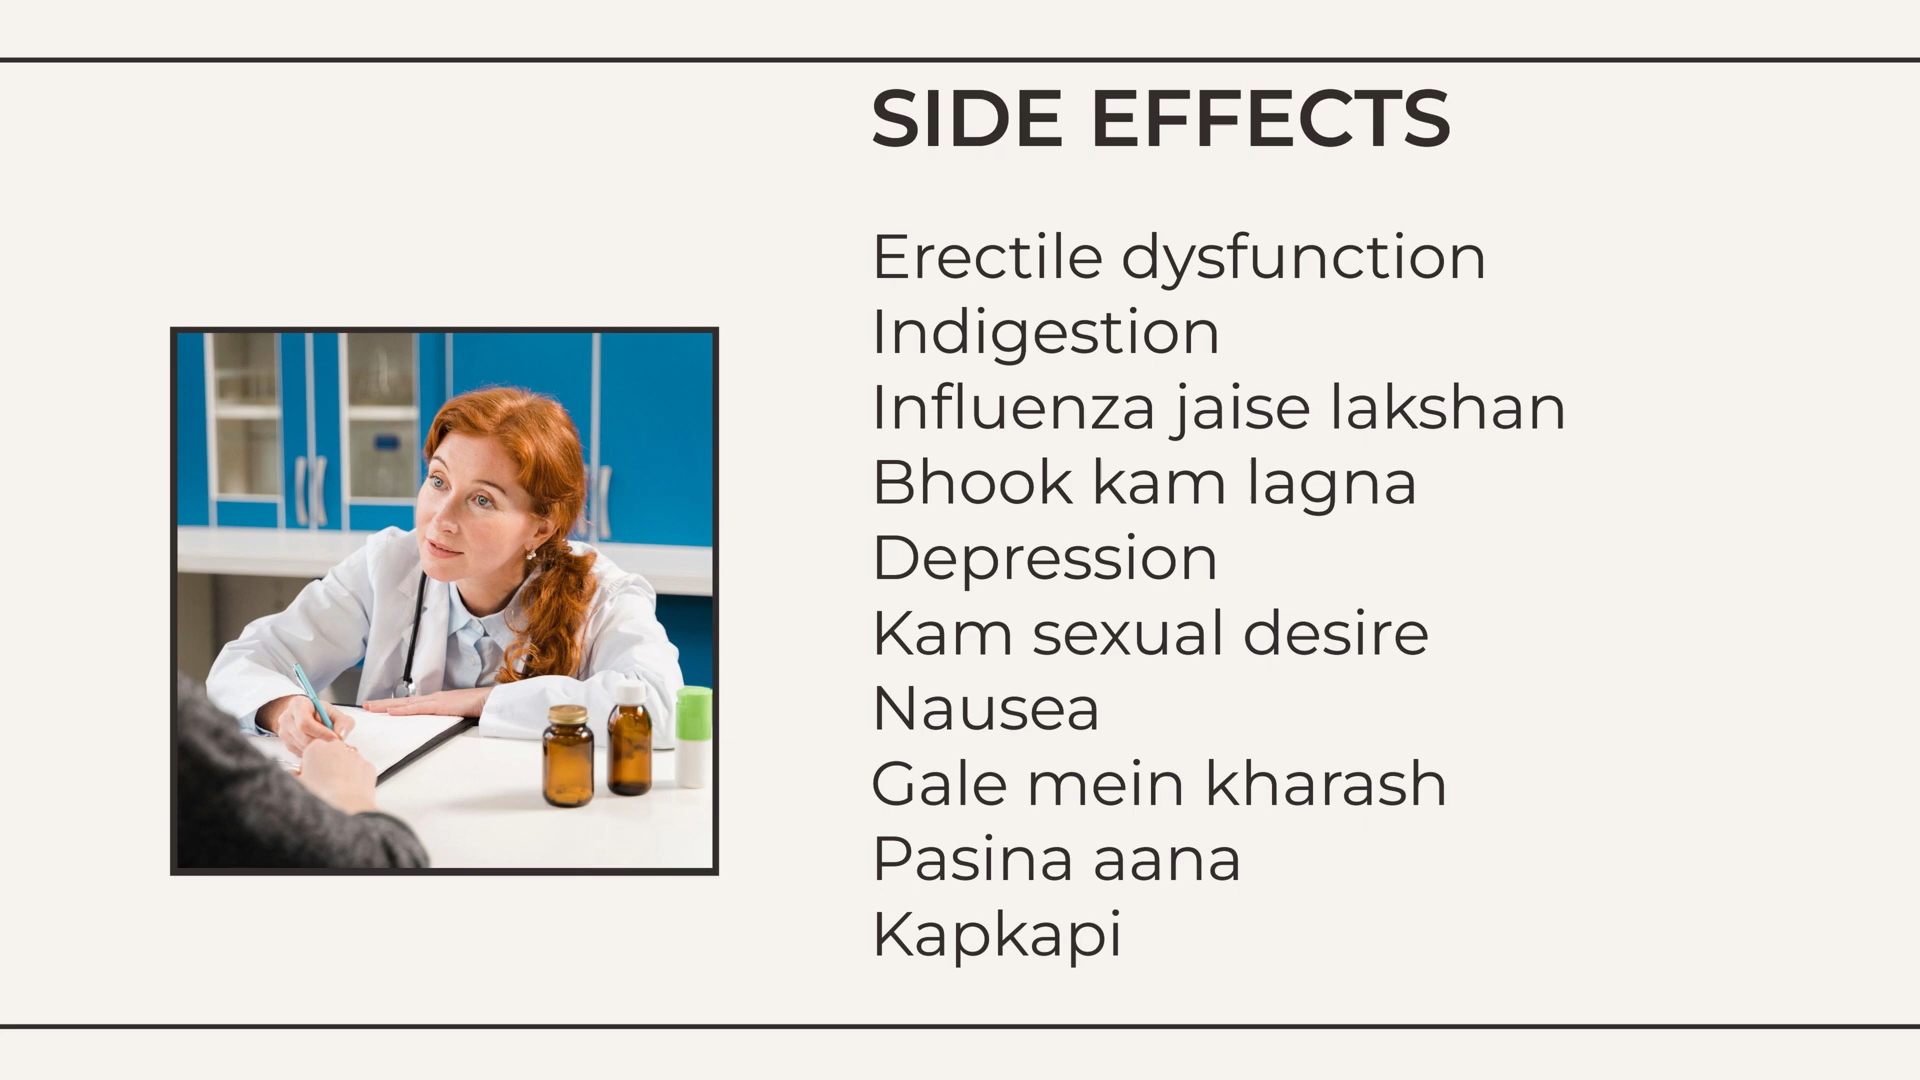 SIDE EFFECTS
Erectile dysfunction
Indigestion
Influenza jaise lakshan
Bhook kam lagna
Depression
Kam sexual desire
Nausea
Gale mein kharash
Pasina aana
Kapkapi